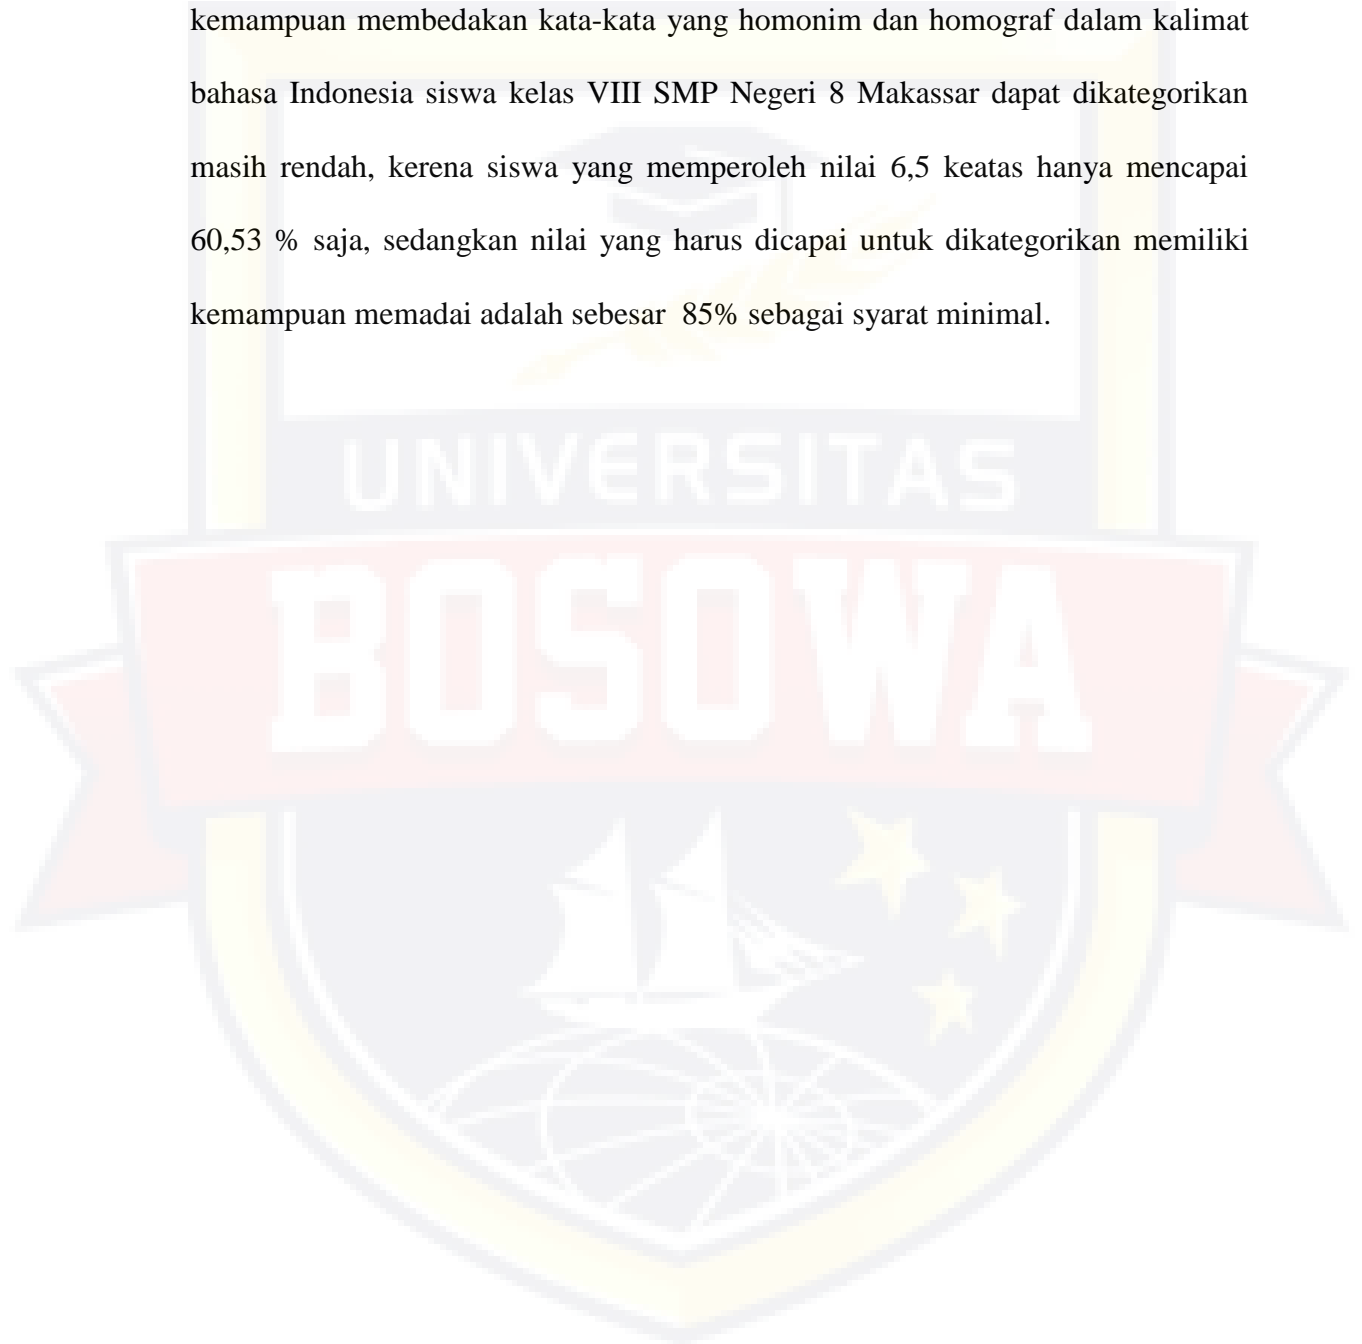 kemampuan membedakan kata-kata yang homonim dan homograf dalam kalimat
bahasa Indonesia siswa kelas VIII SMP Negeri 8 Makassar dapat dikategorikan
masih rendah, kerena siswa yang memperoleh nilai 6,5 keatas hanya mencapai
60,53 % saja, sedangkan nilai yang harus dicapai untuk dikategorikan memiliki
kemampuan memadai adalah sebesar  85% sebagai syarat minimal.
UNIVERSITAS
BOSOWA